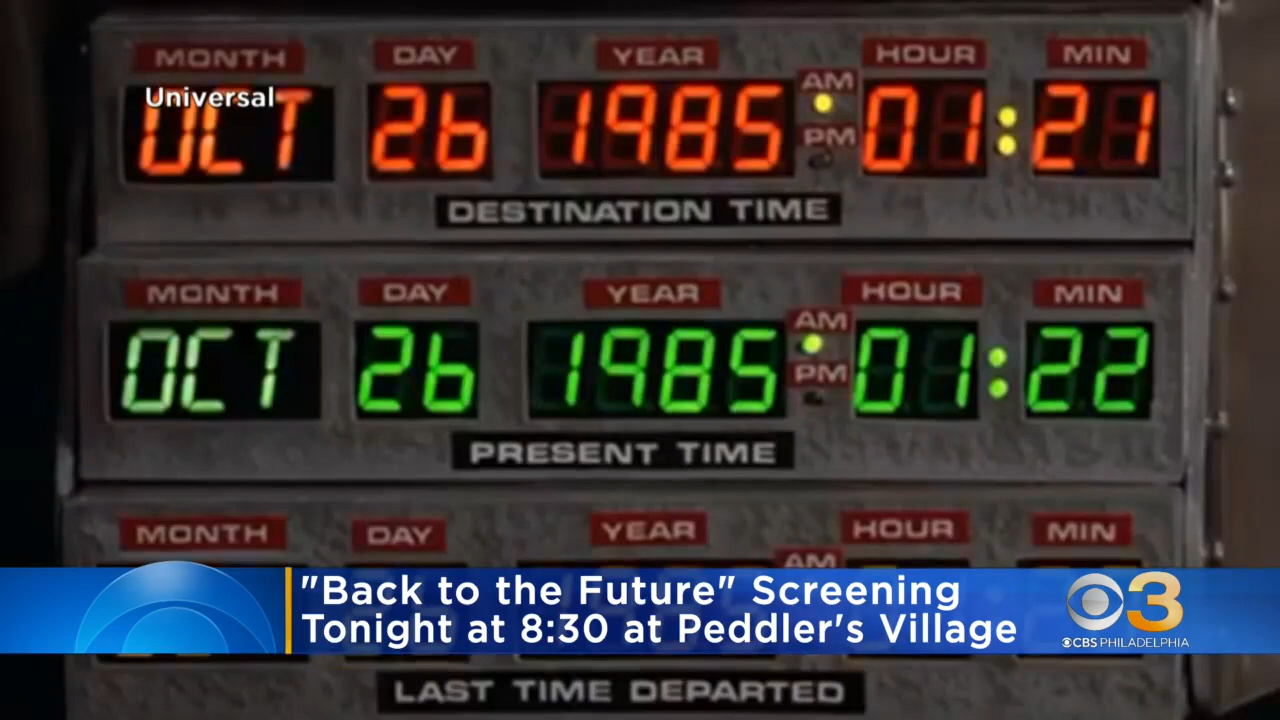 MONTH DAY YEAR HOUR MIN
Universal
OCT 26 1985 AM PM 01:21
DESTINATION TIME
MONTH DAY YEAR HOUR MIN
OCT 26 1985 AM PM 01:22
PRESENT TIME
MONTH DAY YEAR HOUR MIN
AM
"Back to the Future" Screening
Tonight at 8:30 at Peddler's Village
3
CBS PHILADELPHIA
LAST TIME DEPARTED